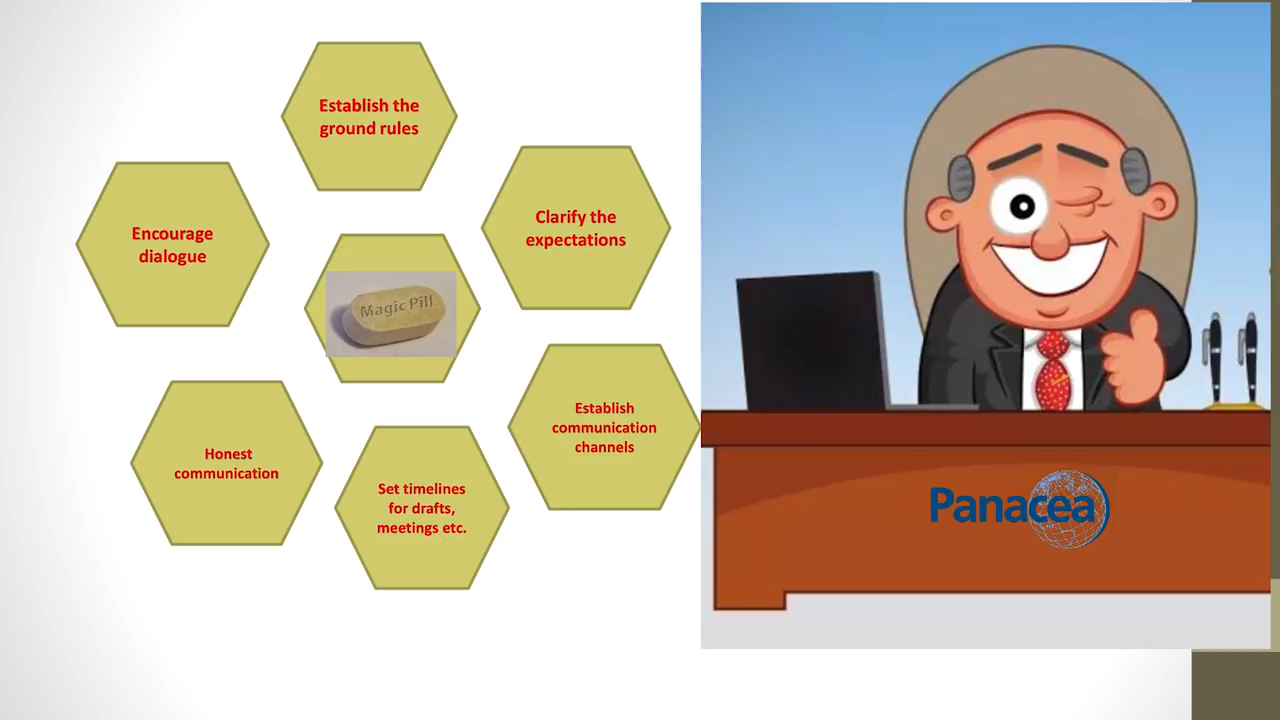 Establish the
ground rules
Clarify the
expectations
Encourage
dialogue
Magic Pill
Establish
communication
channels
Honest
communication
Set timelines
for drafts,
meetings etc.
Panacea